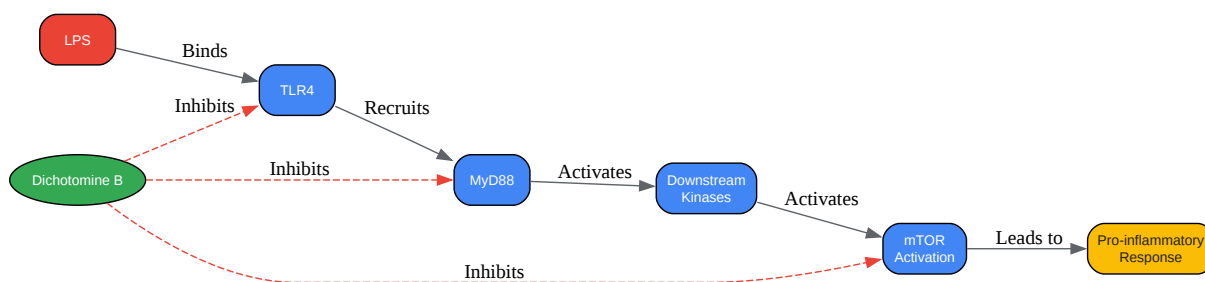 LPS
Binds
TLR4
Inhibits
Recruits
Dichotomine B
Inhibits
MyD88
Activates
Downstream
Kinases
Activates
mTOR
Activation
Leads to
Pro-inflammatory
Response
Inhibits